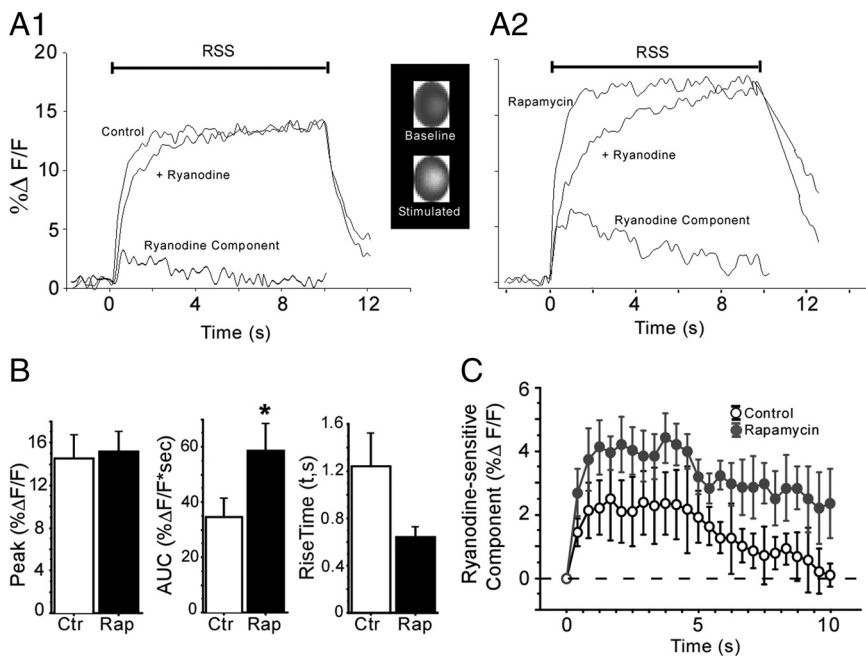 A1
A2
RSS
RSS
20
15
10
5
0
%Δ F/F
Control
+ Ryanodine
Ryanodine Component
0
4
8
12
Time (s)
Baseline
Stimulated
Rapamycin
+ Ryanodine
Ryanodine Component
0
4
8
12
Time (s)
B
Peak (%ΔF/F)
16
12
8
4
0
Ctr Rap
AUC (%ΔF/F*sec)
60
40
20
0
*
Ctr Rap
RiseTime (t,s)
1.6
1.2
0.8
0.4
0
Ctr Rap
C
Ryanodine-sensitive
Component (%Δ F/F)
6
4
2
0
Control
Rapamycin
0
5
10
Time (s)